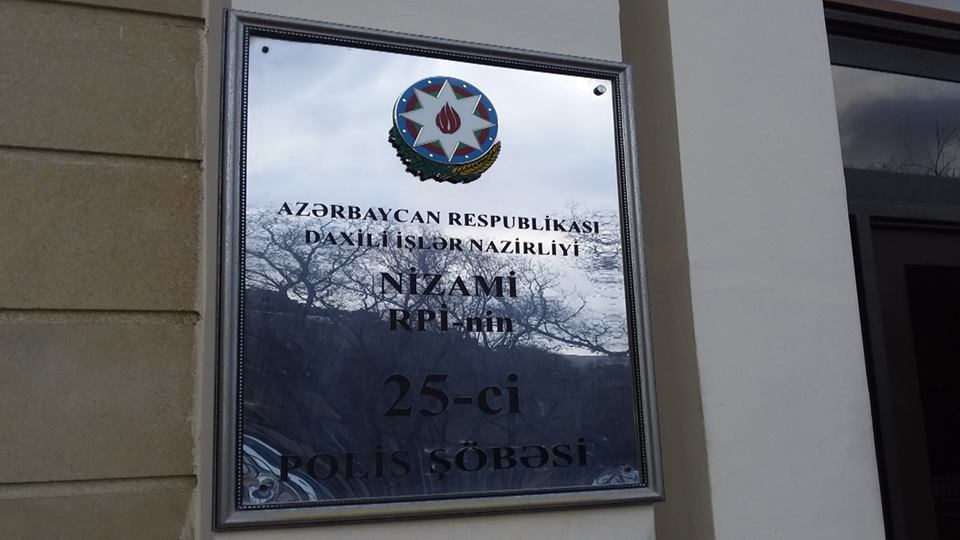 AZƏRBAYCAN RESPUBLİKASI
DAXİLİ İŞLƏR NAZİRLİYİ
NİZAMİ
RPİ-nin
25-ci
POLİS ŞÖBƏSİ